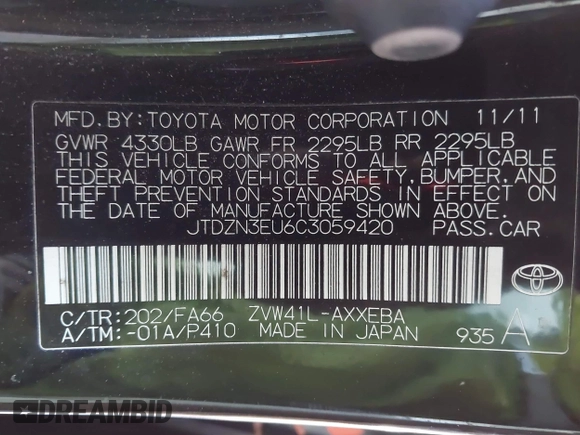 MFD. BY: TOYOTA MOTOR CORPORATION 11/11
GVWR 4330LB GAWR FR 2295LB RR 2295LB
THIS VEHICLE CONFORMS TO ALL APPLICABLE
FEDERAL MOTOR VEHICLE SAFETY, BUMPER, AND
THEFT PREVENTION STANDARDS IN EFFECT ON
THE DATE OF MANUFACTURE SHOWN ABOVE.
JTDZN3EU6C3059420 PASS. CAR
C/TR: 202/FA66 ZVW41L-AXXEBA
A/TM: -01A/P410 MADE IN JAPAN 935 A
DREAMBID